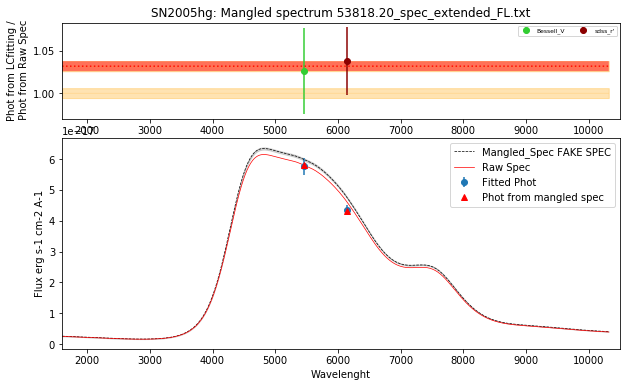 SN2005hg: Mangled spectrum 53818.20_spec_extended_FL.txt
Phot from LCfitting /
Phot from Raw Spec
1.05
1.00
Bessell_V
sdss_r'
2000 3000 4000 5000 6000 7000 8000 9000 10000
1e−17
Flux erg s-1 cm-2 A-1
6
5
4
3
2
1
0
Mangled_Spec FAKE SPEC
Raw Spec
Fitted Phot
Phot from mangled spec
2000 3000 4000 5000 6000 7000 8000 9000 10000
Wavelenght